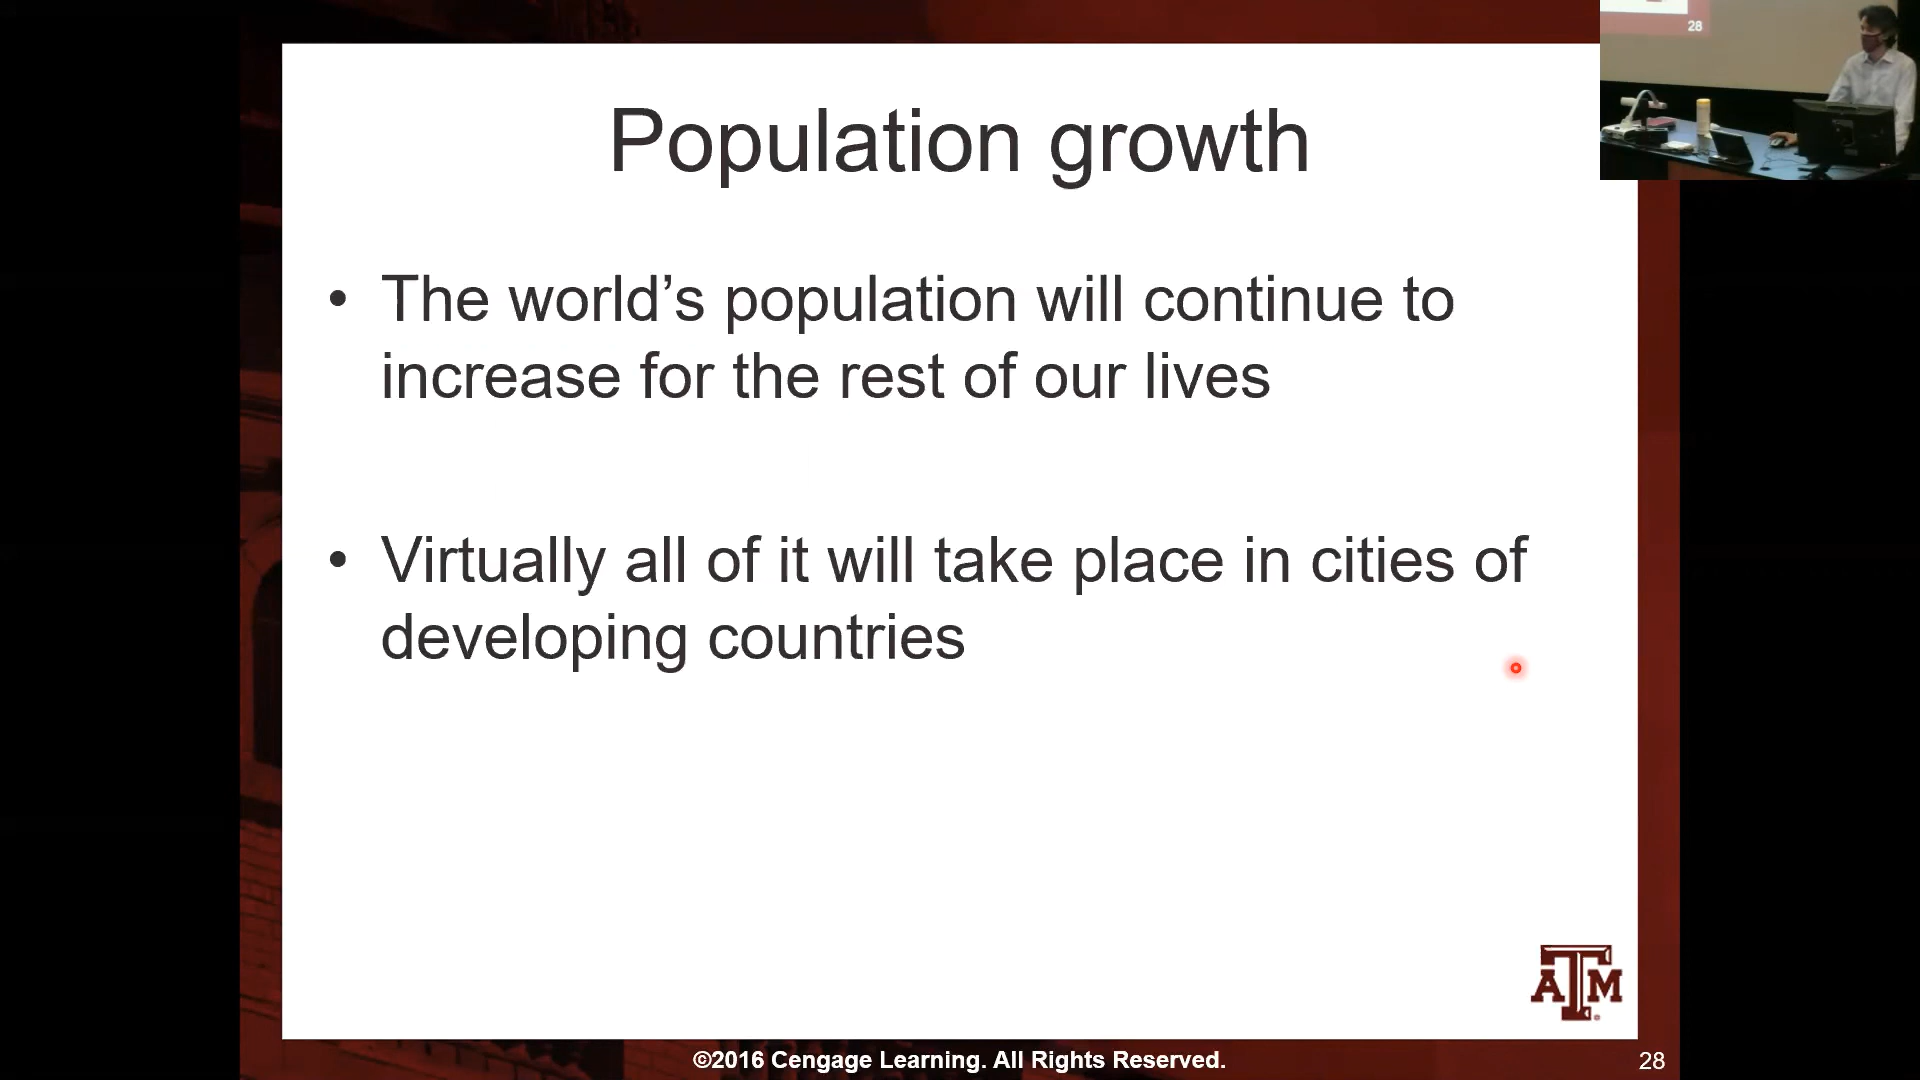 28
Population growth
• The world’s population will continue to
increase for the rest of our lives
• Virtually all of it will take place in cities of
developing countries
ATM
©2016 Cengage Learning. All Rights Reserved.
28